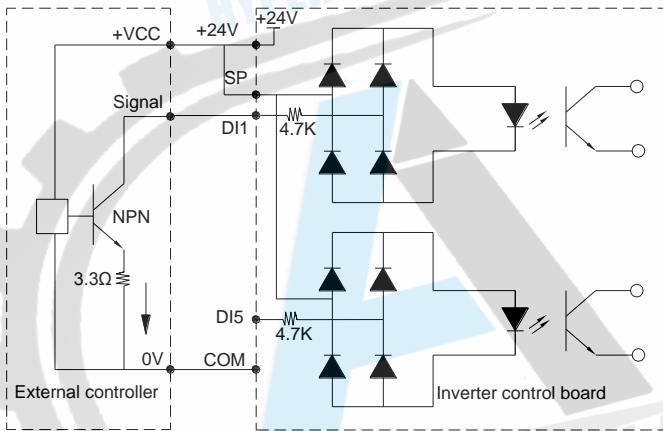 +24V
+VCC
+24V
SP
Signal
DI1
4.7K
NPN
3.3Ω
DI5
4.7K
0V
COM
External controller
Inverter control board